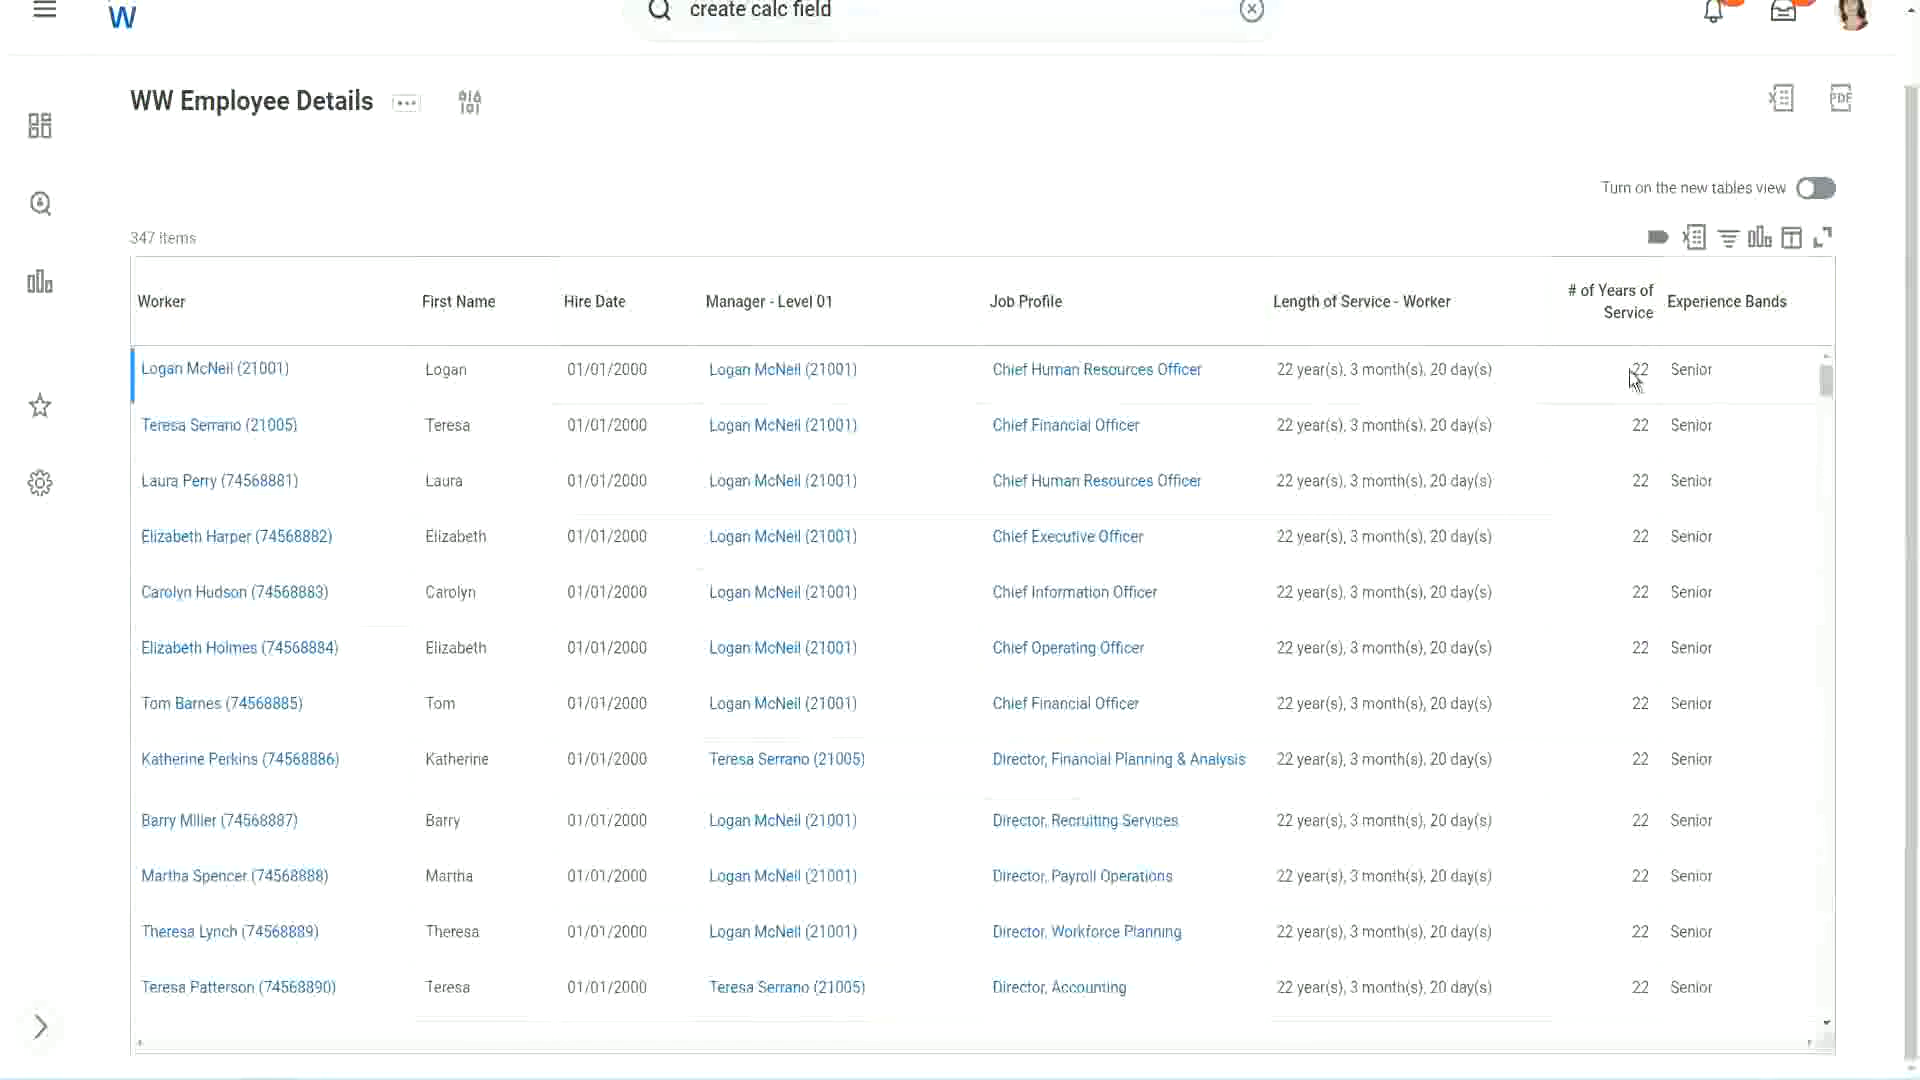 W
create calc field
WW Employee Details
PDF
Turn on the new tables view
347 items
Worker First Name Hire Date Manager - Level 01 Job Profile Length of Service - Worker # of Years of Service Experience Bands
Logan McNeil (21001) Logan 01/01/2000 Logan McNeil (21001) Chief Human Resources Officer 22 year(s), 3 month(s), 20 day(s) 22 Senior
Teresa Serrano (21005) Teresa 01/01/2000 Logan McNeil (21001) Chief Financial Officer 22 year(s), 3 month(s), 20 day(s) 22 Senior
Laura Perry (74568881) Laura 01/01/2000 Logan McNeil (21001) Chief Human Resources Officer 22 year(s), 3 month(s), 20 day(s) 22 Senior
Elizabeth Harper (74568882) Elizabeth 01/01/2000 Logan McNeil (21001) Chief Executive Officer 22 year(s), 3 month(s), 20 day(s) 22 Senior
Carolyn Hudson (74568883) Carolyn 01/01/2000 Logan McNeil (21001) Chief Information Officer 22 year(s), 3 month(s), 20 day(s) 22 Senior
Elizabeth Holmes (74568884) Elizabeth 01/01/2000 Logan McNeil (21001) Chief Operating Officer 22 year(s), 3 month(s), 20 day(s) 22 Senior
Tom Barnes (74568885) Tom 01/01/2000 Logan McNeil (21001) Chief Financial Officer 22 year(s), 3 month(s), 20 day(s) 22 Senior
Katherine Perkins (74568886) Katherine 01/01/2000 Teresa Serrano (21005) Director, Financial Planning & Analysis 22 year(s), 3 month(s), 20 day(s) 22 Senior
Barry Miller (74568887) Barry 01/01/2000 Logan McNeil (21001) Director, Recruiting Services 22 year(s), 3 month(s), 20 day(s) 22 Senior
Martha Spencer (74568888) Martha 01/01/2000 Logan McNeil (21001) Director, Payroll Operations 22 year(s), 3 month(s), 20 day(s) 22 Senior
Theresa Lynch (74568889) Theresa 01/01/2000 Logan McNeil (21001) Director, Workforce Planning 22 year(s), 3 month(s), 20 day(s) 22 Senior
Teresa Patterson (74568890) Teresa 01/01/2000 Teresa Serrano (21005) Director, Accounting 22 year(s), 3 month(s), 20 day(s) 22 Senior